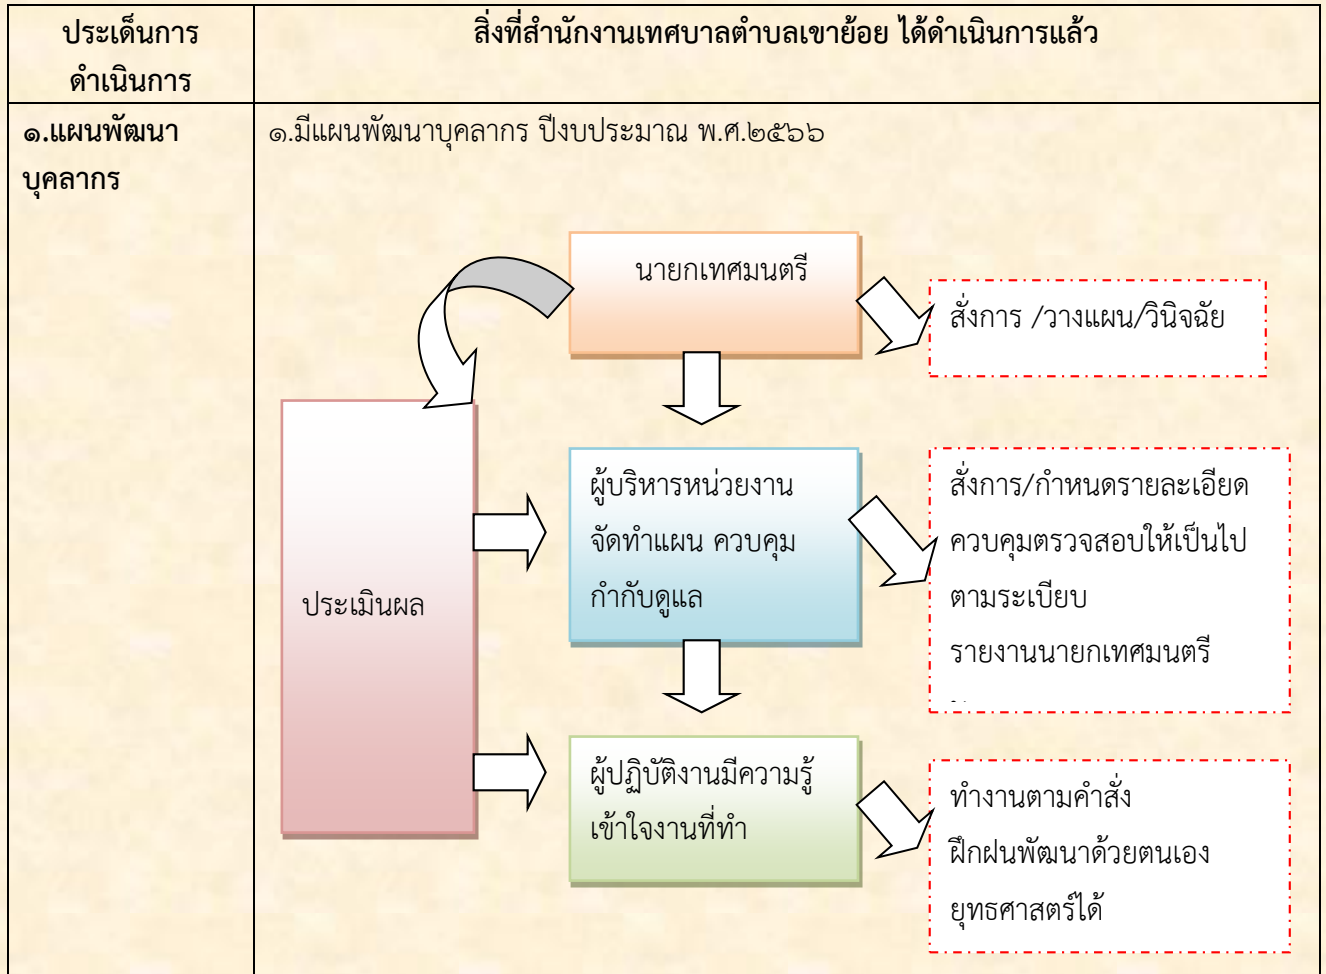 ประเด็นการ
ดำเนินการ
สิ่งที่สำนักงานเทศบาลตำบลเขาย้อย ได้ดำเนินการแล้ว
๑.แผนพัฒนา
บุคลากร
๑.มีแผนพัฒนาบุคลากร ปีงบประมาณ พ.ศ.๒๕๖๖
นายกเทศมนตรี
สั่งการ /วางแผน/วินิจฉัย
ประเมินผล
ผู้บริหารหน่วยงาน
จัดทำแผน ควบคุม
กำกับดูแล
สั่งการ/กำหนดรายละเอียด
ควบคุมตรวจสอบให้เป็นไป
ตามระเบียบ
รายงานนายกเทศมนตรี
ผู้ปฏิบัติงานมีความรู้
เข้าใจงานที่ทำ
ทำงานตามคำสั่ง
ฝึกฝนพัฒนาด้วยตนเอง
ยุทธศาสตร์ได้